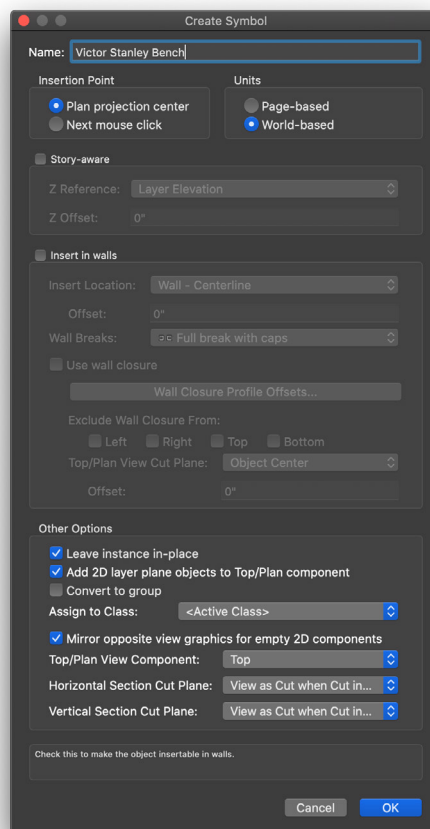 Create Symbol
Name: Victor Stanley Bench
Insertion Point Units
Plan projection center Page-based
Next mouse click World-based
Story-aware
Z Reference: Layer Elevation
Z Offset: 0"
Insert in walls
Insert Location: Wall - Centerline
Offset: 0"
Wall Breaks: Full break with caps
Use wall closure
Wall Closure Profile Offsets...
Exclude Wall Closure From:
Left Right Top Bottom
Top/Plan View Cut Plane: Object Center
Offset: 0"
Other Options
Leave instance in-place
Add 2D layer plane objects to Top/Plan component
Convert to group
Assign to Class: <Active Class>
Mirror opposite view graphics for empty 2D components
Top/Plan View Component: Top
Horizontal Section Cut Plane: View as Cut when Cut in...
Vertical Section Cut Plane: View as Cut when Cut in...
Check this to make the object insertable in walls.
Cancel OK